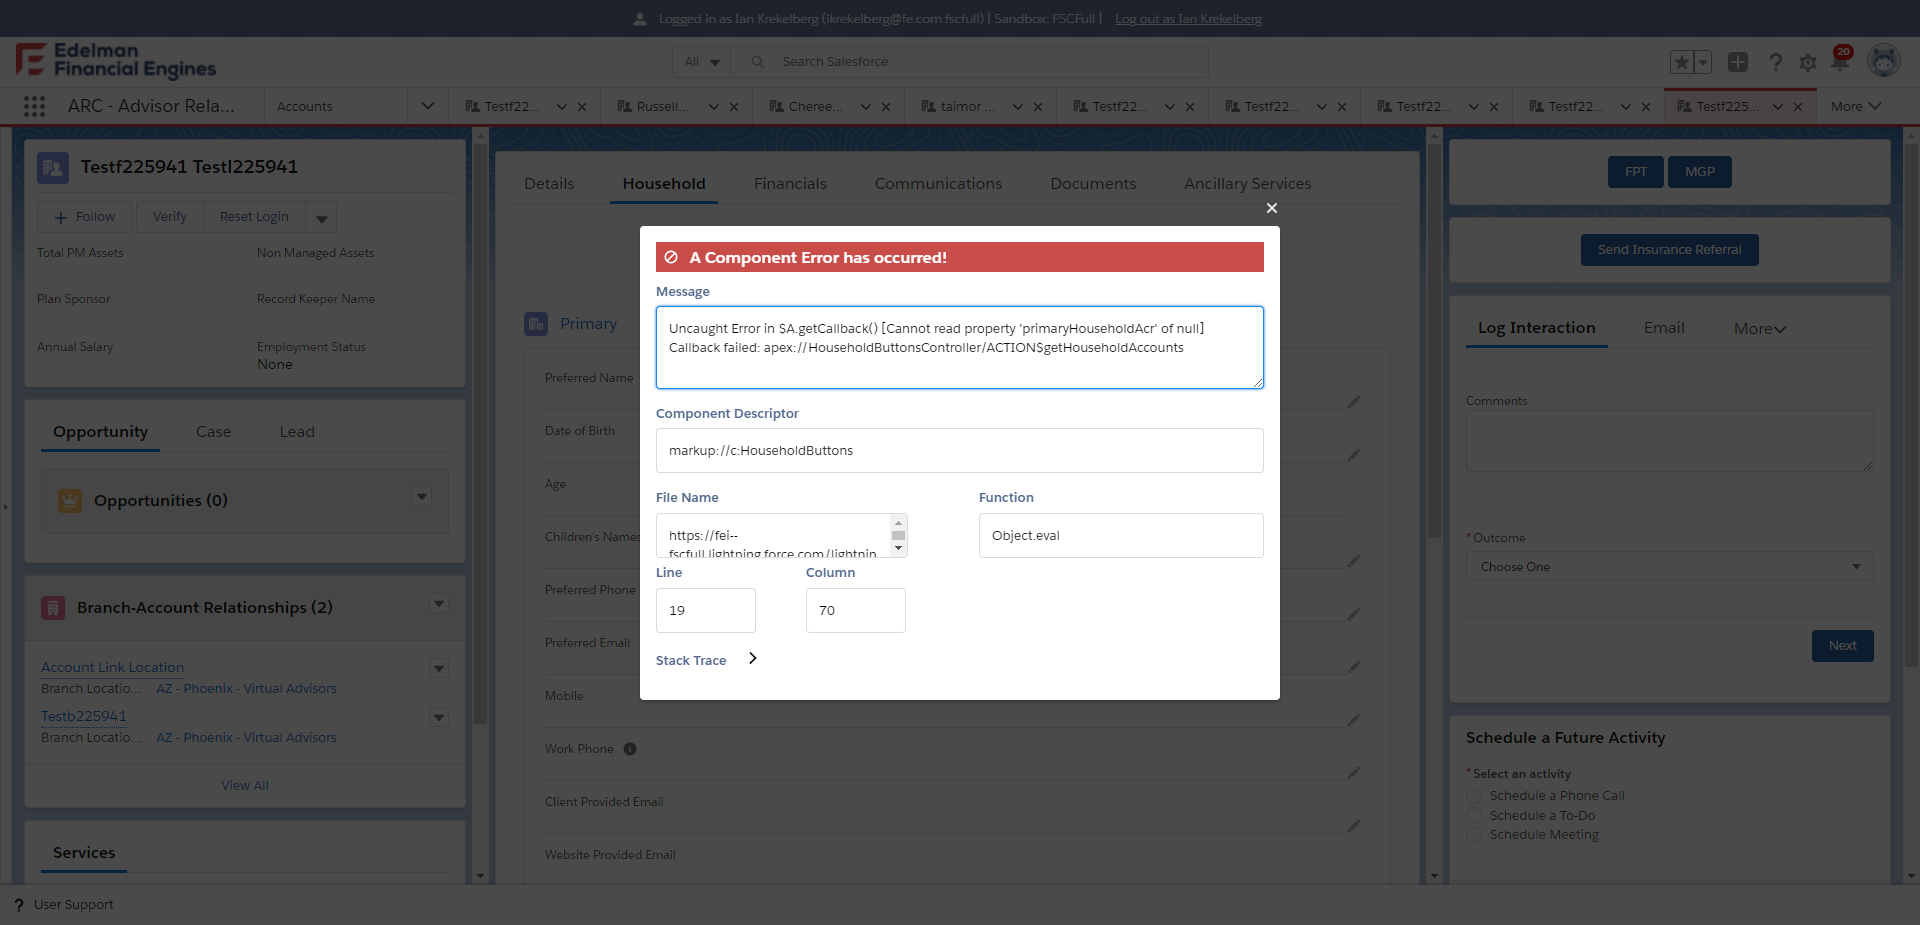 Logged in as Ian Krekelberg (ikrekelberg@fe.com.fscfull) | Sandbox: FSCFull | Log out as Ian Krekelberg
Edelman
Financial Engines
All
Search Salesforce
20
ARC - Advisor Rela...
Accounts
Testf22...
Russell...
Cheree...
taimor ...
Testf22...
Testf22...
Testf22...
Testf22...
Testf225...
More
Testf225941 Testl225941
Follow
Verify
Reset Login
Total PM Assets
Non Managed Assets
Plan Sponsor
Record Keeper Name
Annual Salary
Employment Status
None
Opportunity
Case
Lead
Opportunities (0)
Branch-Account Relationships (2)
Account Link Location
Branch Locatio... AZ - Phoenix - Virtual Advisors
Testb225941
Branch Locatio... AZ - Phoenix - Virtual Advisors
View All
Services
Details
Household
Financials
Communications
Documents
Ancillary Services
Primary
Preferred Name
Date of Birth
Age
Children's Names
Preferred Phone
Preferred Email
Mobile
Work Phone
Client Provided Email
Website Provided Email
A Component Error has occurred!
Message
Uncaught Error in $A.getCallback() [Cannot read property 'primaryHouseholdAcr' of null]
Callback failed: apex://HouseholdButtonsController/ACTION$getHouseholdAccounts
Component Descriptor
markup://c:HouseholdButtons
File Name
https://fei--
fscfull.lightning.force.com/lightnin
Function
Object.eval
Line
19
Column
70
Stack Trace
FPT
MGP
Send Insurance Referral
Log Interaction
Email
More
Comments
* Outcome
Choose One
Next
Schedule a Future Activity
* Select an activity
Schedule a Phone Call
Schedule a To-Do
Schedule Meeting
? User Support